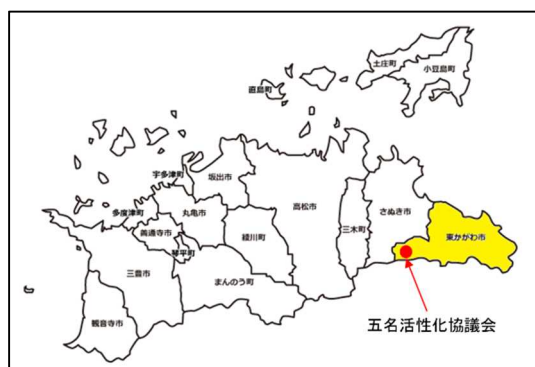 土庄町
小豆島町
直島町
宇多津町
坂出市
高松市
さぬき市
多度津町
丸亀市
三木町
東かがわ市
善通寺市
綾川町
琴平町
三豊市
まんのう町
観音寺市
五名活性化協議会